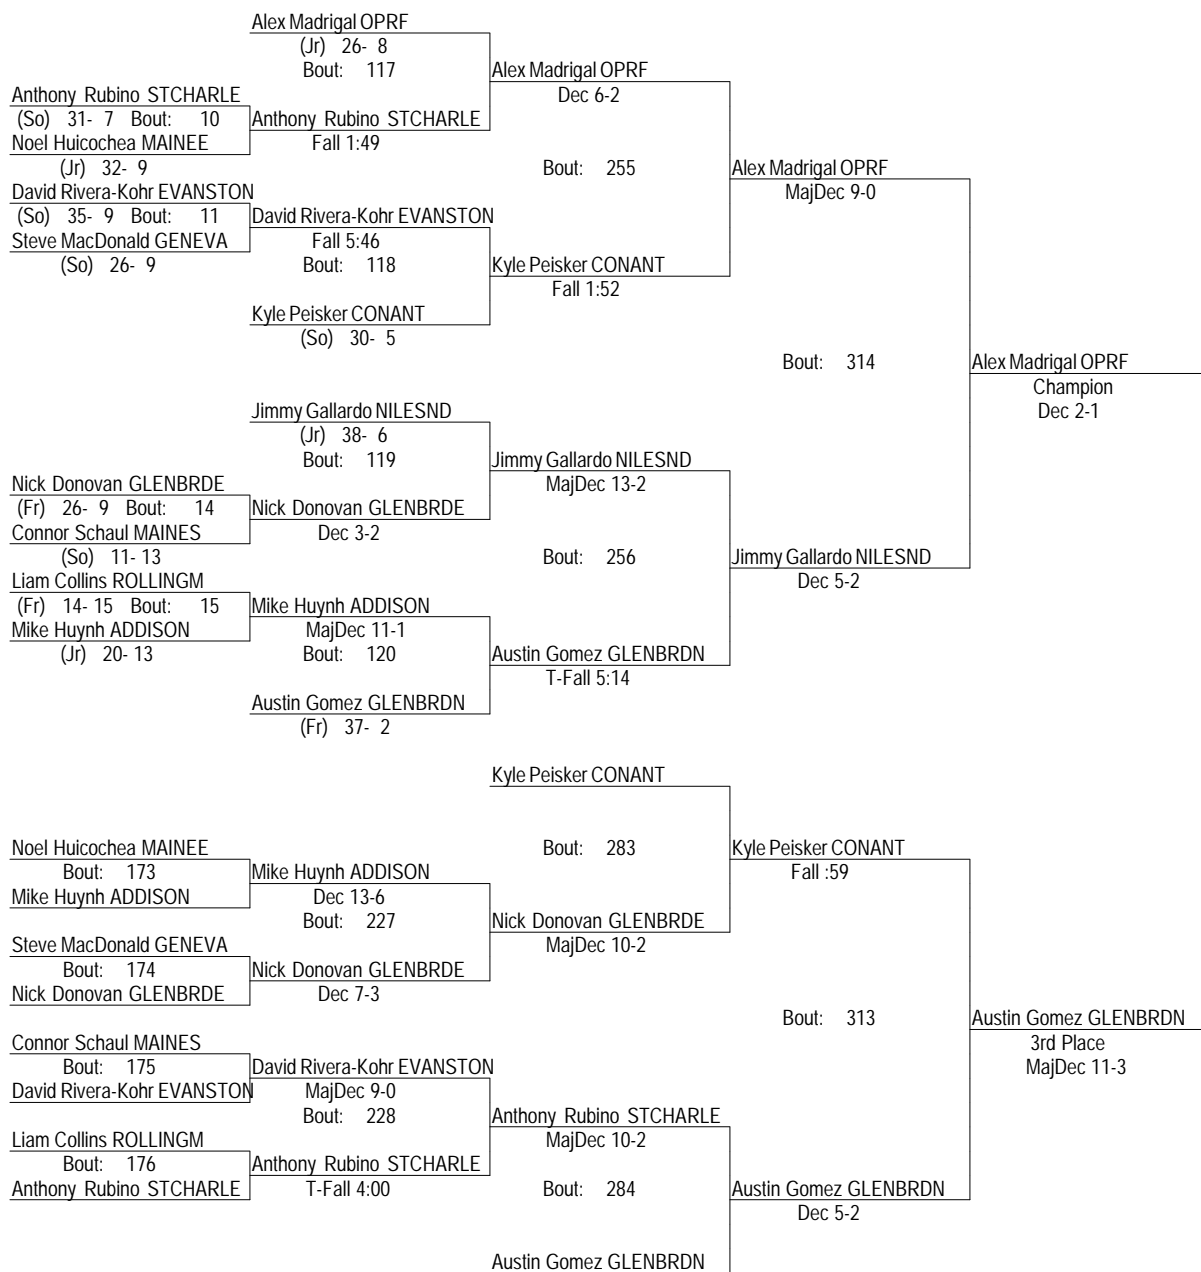 Alex Madrigal OPRF
(Jr) 26- 8
Bout: 117
Alex Madrigal OPRF
Dec 6-2
Anthony Rubino STCHARLE
(So) 31- 7 Bout: 10
Anthony Rubino STCHARLE
Noel Huicochea MAINEE
Fall 1:49
(Jr) 32- 9
Bout: 255
Alex Madrigal OPRF
MajDec 9-0
David Rivera-Kohr EVANSTON
(So) 35- 9 Bout: 11
David Rivera-Kohr EVANSTON
Steve MacDonald GENEVA
Fall 5:46
(So) 26- 9
Bout: 118
Kyle Peisker CONANT
Fall 1:52
Kyle Peisker CONANT
(So) 30- 5
Bout: 314
Alex Madrigal OPRF
Champion
Dec 2-1
Jimmy Gallardo NILESND
(Jr) 38- 6
Bout: 119
Jimmy Gallardo NILESND
MajDec 13-2
Nick Donovan GLENBRDE
(Fr) 26- 9 Bout: 14
Nick Donovan GLENBRDE
Connor Schaul MAINES
Dec 3-2
(So) 11- 13
Bout: 256
Jimmy Gallardo NILESND
Dec 5-2
Liam Collins ROLLINGM
(Fr) 14- 15 Bout: 15
Mike Huynh ADDISON
Mike Huynh ADDISON
MajDec 11-1
(Jr) 20- 13
Bout: 120
Austin Gomez GLENBRDN
T-Fall 5:14
Austin Gomez GLENBRDN
(Fr) 37- 2
Kyle Peisker CONANT
Bout: 283
Kyle Peisker CONANT
Fall :59
Noel Huicochea MAINEE
Bout: 173
Mike Huynh ADDISON
Mike Huynh ADDISON
Dec 13-6
Bout: 227
Nick Donovan GLENBRDE
MajDec 10-2
Steve MacDonald GENEVA
Bout: 174
Nick Donovan GLENBRDE
Nick Donovan GLENBRDE
Dec 7-3
Bout: 313
Austin Gomez GLENBRDN
3rd Place
MajDec 11-3
Connor Schaul MAINES
Bout: 175
David Rivera-Kohr EVANSTON
David Rivera-Kohr EVANSTON
MajDec 9-0
Bout: 228
Anthony Rubino STCHARLE
MajDec 10-2
Liam Collins ROLLINGM
Bout: 176
Anthony Rubino STCHARLE
Anthony Rubino STCHARLE
T-Fall 4:00
Bout: 284
Austin Gomez GLENBRDN
Dec 5-2
Austin Gomez GLENBRDN